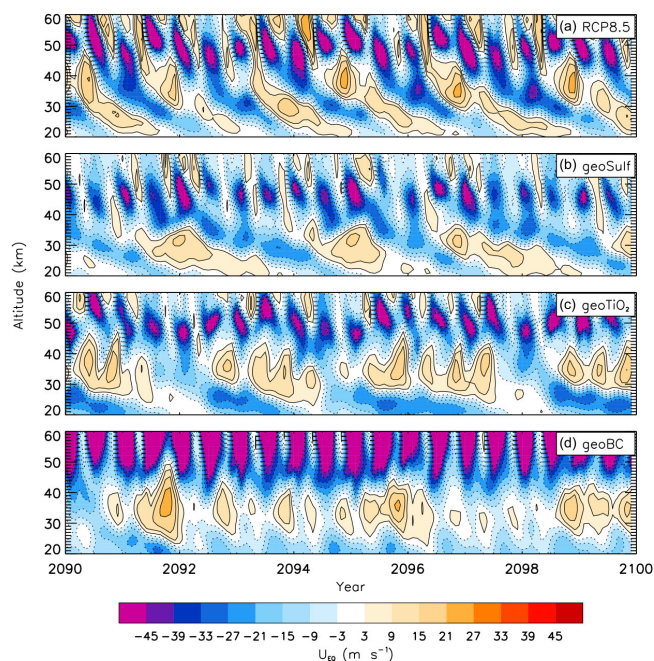 60
50
40
30
20
(a) RCP8.5
60
50
40
30
20
(b) geoSulf
60
50
40
30
20
(c) geoTiO₂
60
50
40
30
20
(d) geoBC
Altitude (km)
2090 2092 2094 2096 2098 2100
Year
-45 -39 -33 -27 -21 -15 -9 -3 3 9 15 21 27 33 39 45
U_EQ (m s⁻¹)